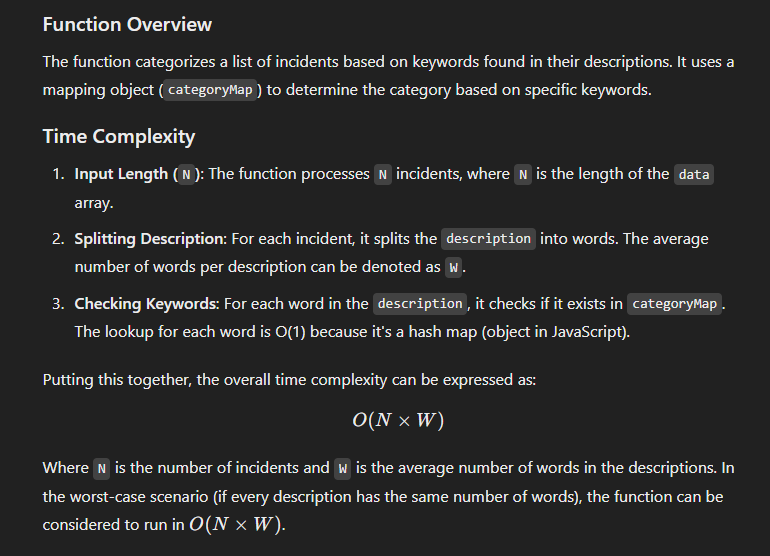 Function Overview
The function categorizes a list of incidents based on keywords found in their descriptions. It uses a
mapping object ( categoryMap ) to determine the category based on specific keywords.
Time Complexity
1. Input Length ( N ): The function processes N incidents, where N is the length of the data
array.
2. Splitting Description: For each incident, it splits the description into words. The average
number of words per description can be denoted as W .
3. Checking Keywords: For each word in the description , it checks if it exists in categoryMap .
The lookup for each word is O(1) because it's a hash map (object in JavaScript).
Putting this together, the overall time complexity can be expressed as:
O(N × W)
Where N is the number of incidents and W is the average number of words in the descriptions. In
the worst-case scenario (if every description has the same number of words), the function can be
considered to run in O(N × W).